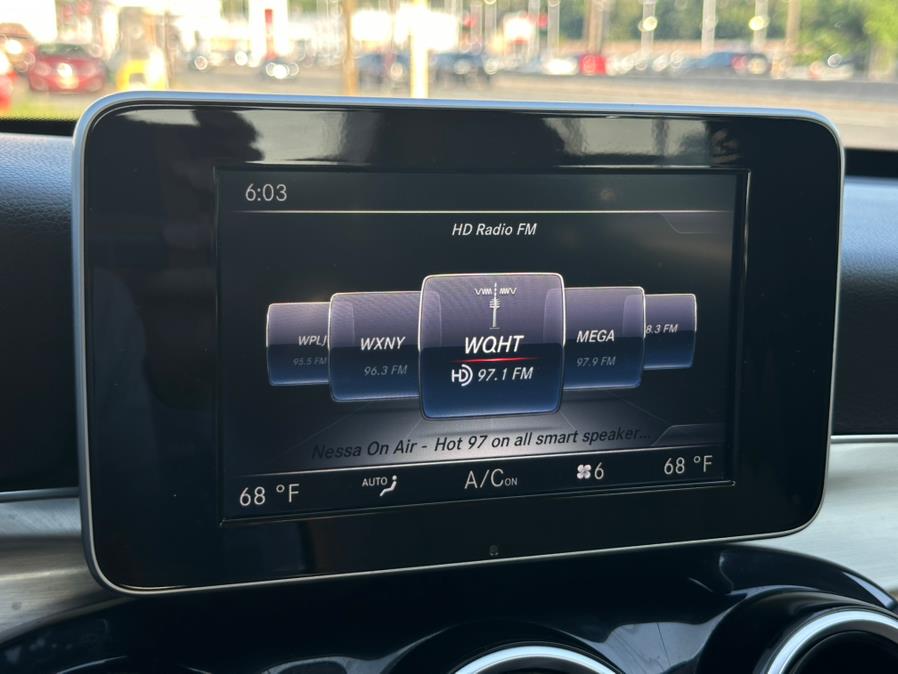 6:03
HD Radio FM
WPLJ WXNY WQHT MEGA 8.3 FM
95.5 FM 96.3 FM HD 97.1 FM 97.9 FM
Nessa On Air - Hot 97 on all smart speaker...
68 °F AUTO A/C ON 6 68 °F